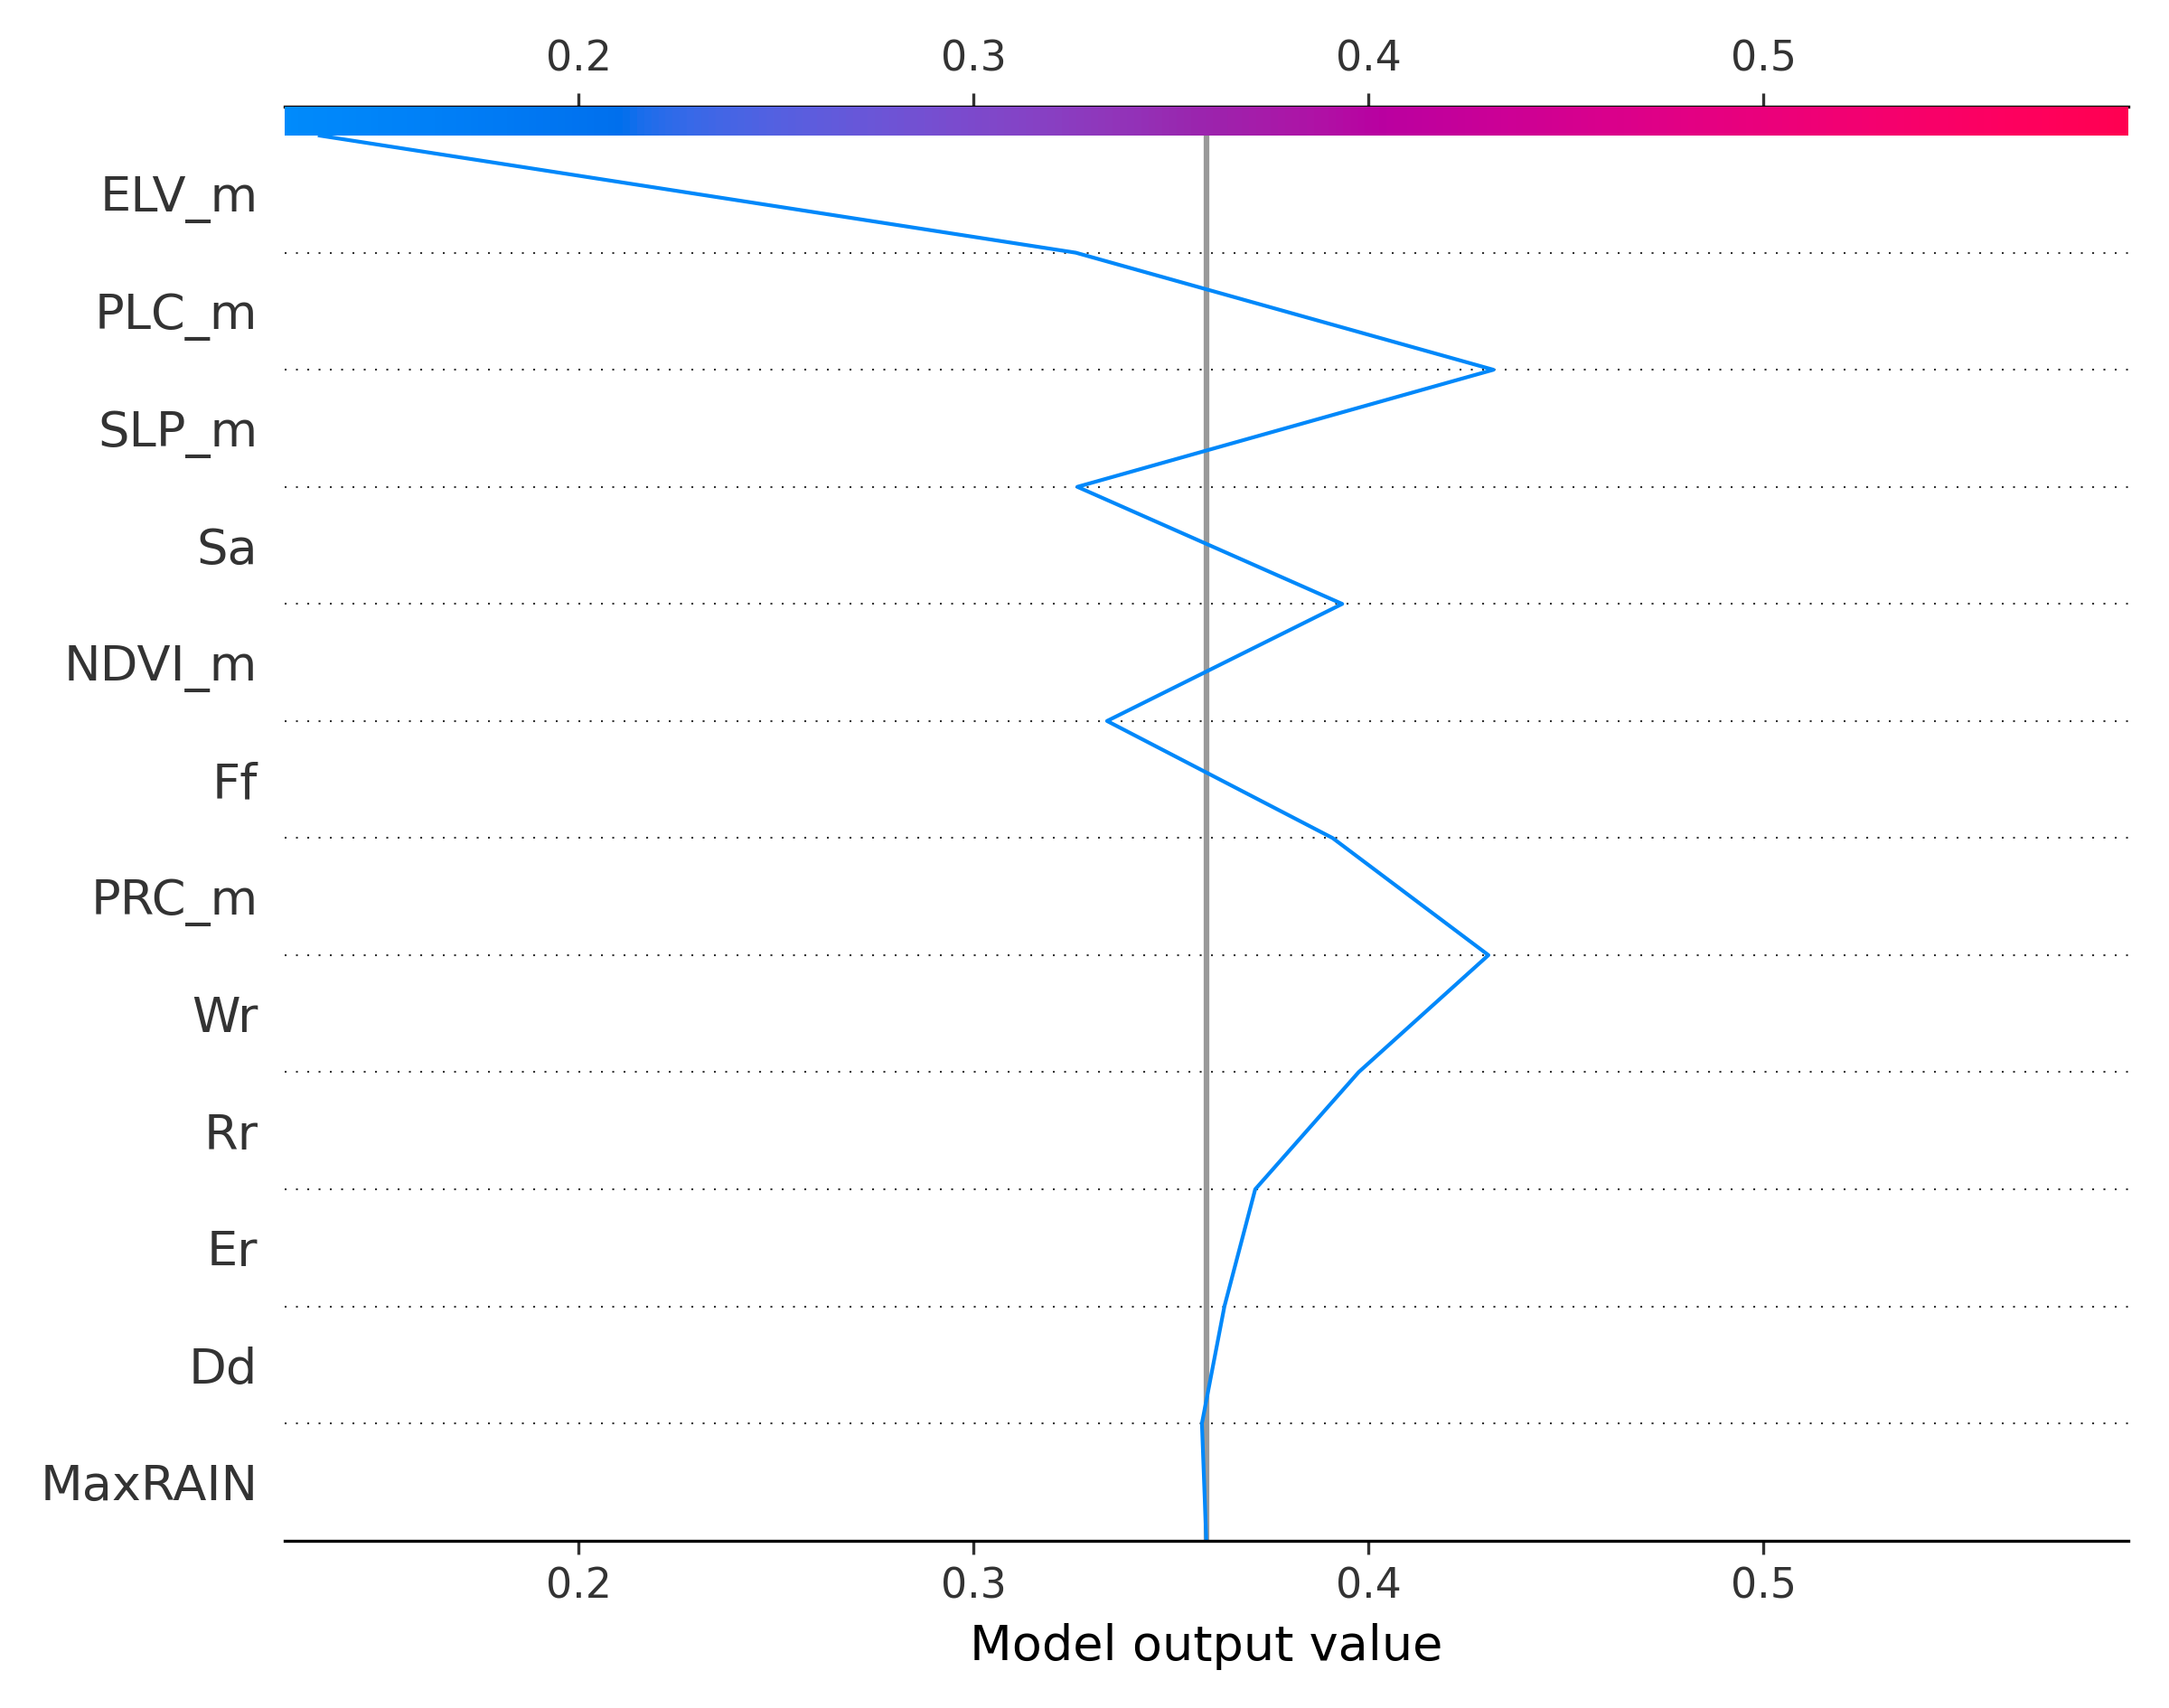 0.2 0.3 0.4 0.5
ELV_m
PLC_m
SLP_m
Sa
NDVI_m
Ff
PRC_m
Wr
Rr
Er
Dd
MaxRAIN
0.2 0.3 0.4 0.5
Model output value